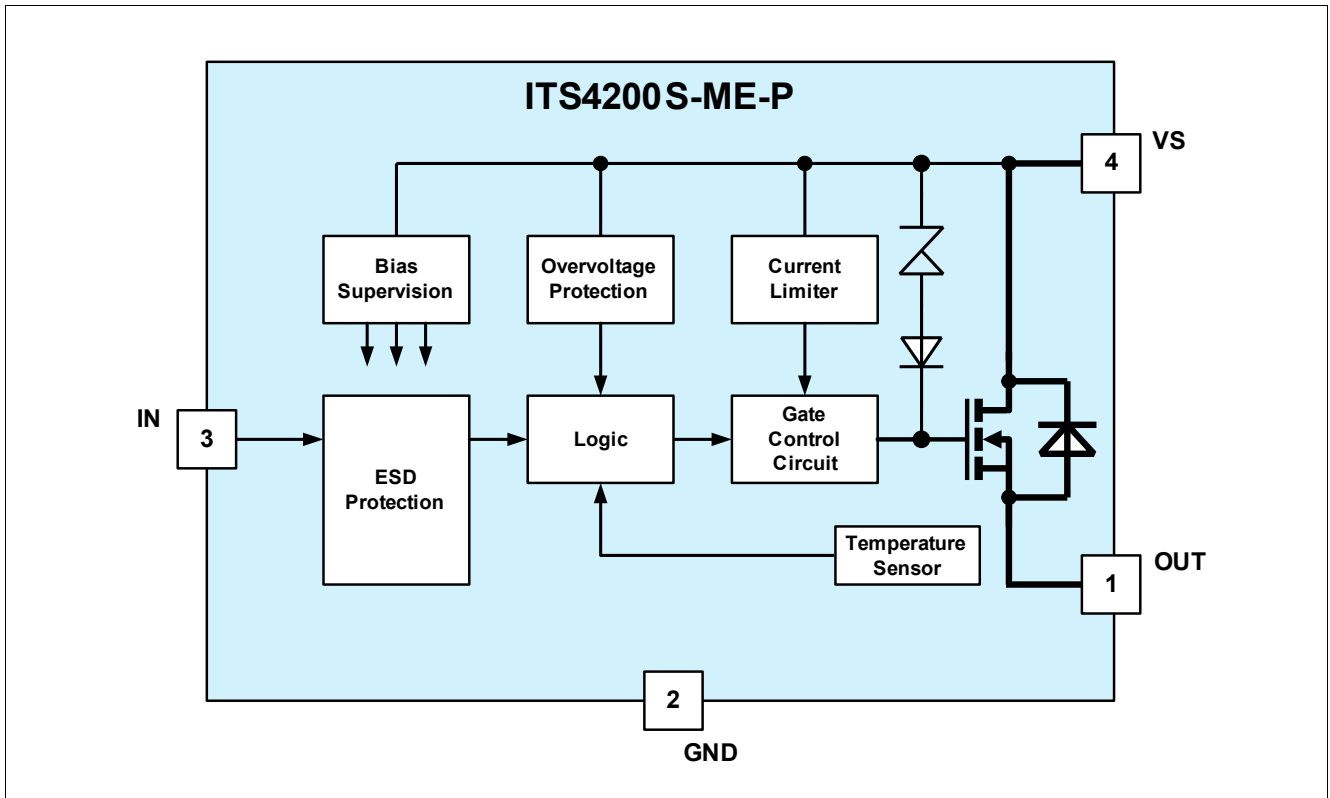 ITS4200S-ME-P
VS
4
Bias
Supervision
Overvoltage
Protection
Current
Limiter
IN
3
ESD
Protection
Logic
Gate
Control
Circuit
Temperature
Sensor
OUT
1
2
GND